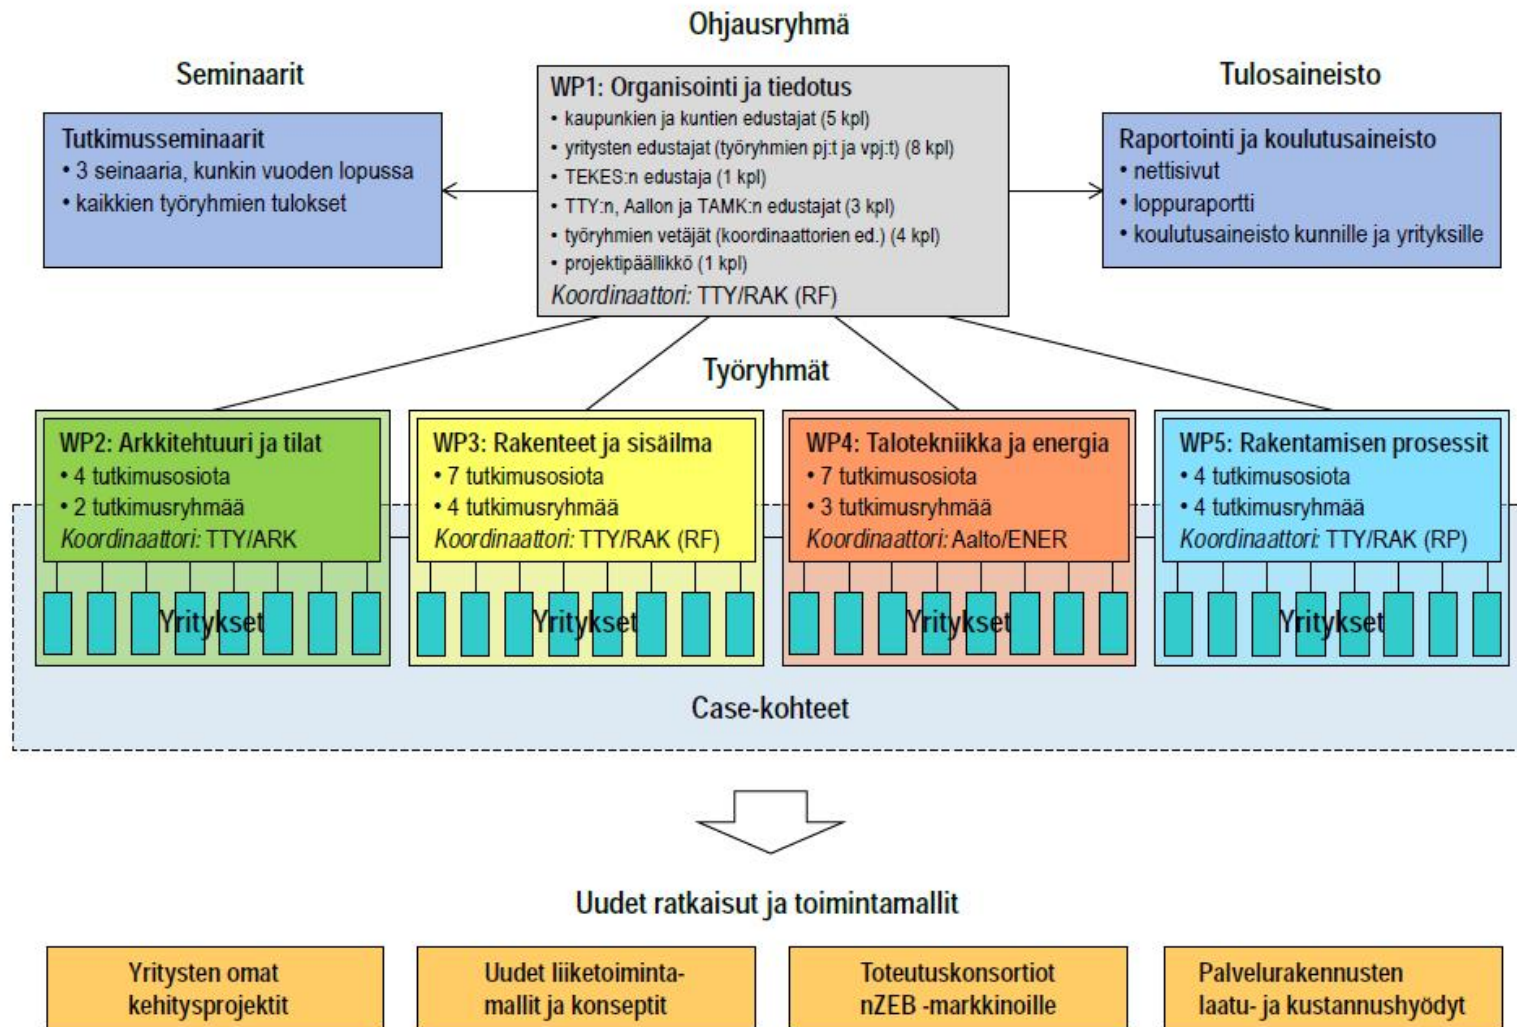 Ohjausryhmä
Seminaarit
Tutkimusseminaarit
• 3 seinaaria, kunkin vuoden lopussa
• kaikkien työryhmien tulokset
WP1: Organisointi ja tiedotus
• kaupunkien ja kuntien edustajat (5 kpl)
• yritysten edustajat (työryhmien pj:t ja vpj:t) (8 kpl)
• TEKES:n edustaja (1 kpl)
• TTY:n, Aallon ja TAMK:n edustajat (3 kpl)
• työryhmien vetäjät (koordinaattorien ed.) (4 kpl)
• projektipäällikkö (1 kpl)
Koordinaattori: TTY/RAK (RF)
Tulosaineisto
Raportointi ja koulutusaineisto
• nettisivut
• loppuraportti
• koulutusaineisto kunnille ja yrityksille
Työryhmät
WP2: Arkkitehtuuri ja tilat
• 4 tutkimusosiota
• 2 tutkimusryhmää
Koordinaattori: TTY/ARK
Yritykset
WP3: Rakenteet ja sisäilma
• 7 tutkimusosiota
• 4 tutkimusryhmää
Koordinaattori: TTY/RAK (RF)
Yritykset
WP4: Talotekniikka ja energia
• 7 tutkimusosiota
• 3 tutkimusryhmää
Koordinaattori: Aalto/ENER
Yritykset
WP5: Rakentamisen prosessit
• 4 tutkimusosiota
• 4 tutkimusryhmää
Koordinaattori: TTY/RAK (RP)
Yritykset
Case-kohteet
Uudet ratkaisut ja toimintamallit
Yritysten omat
kehitysprojektit
Uudet liiketoiminta-
mallit ja konseptit
Toteutuskonsortiot
nZEB -markkinoille
Palvelurakennusten
laatu- ja kustannushyödyt